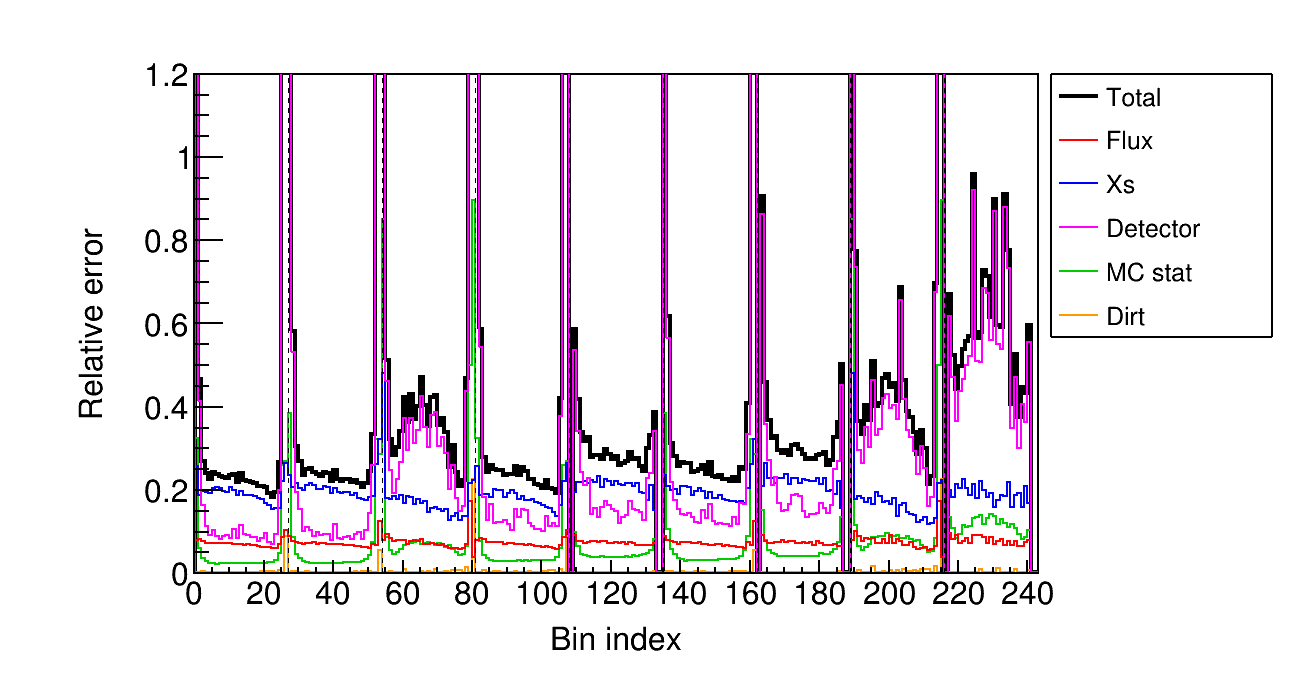 1.2
1
0.8
0.6
0.4
0.2
0
0 20 40 60 80 100 120 140 160 180 200 220 240
Relative error
Bin index
Total
Flux
Xs
Detector
MC stat
Dirt